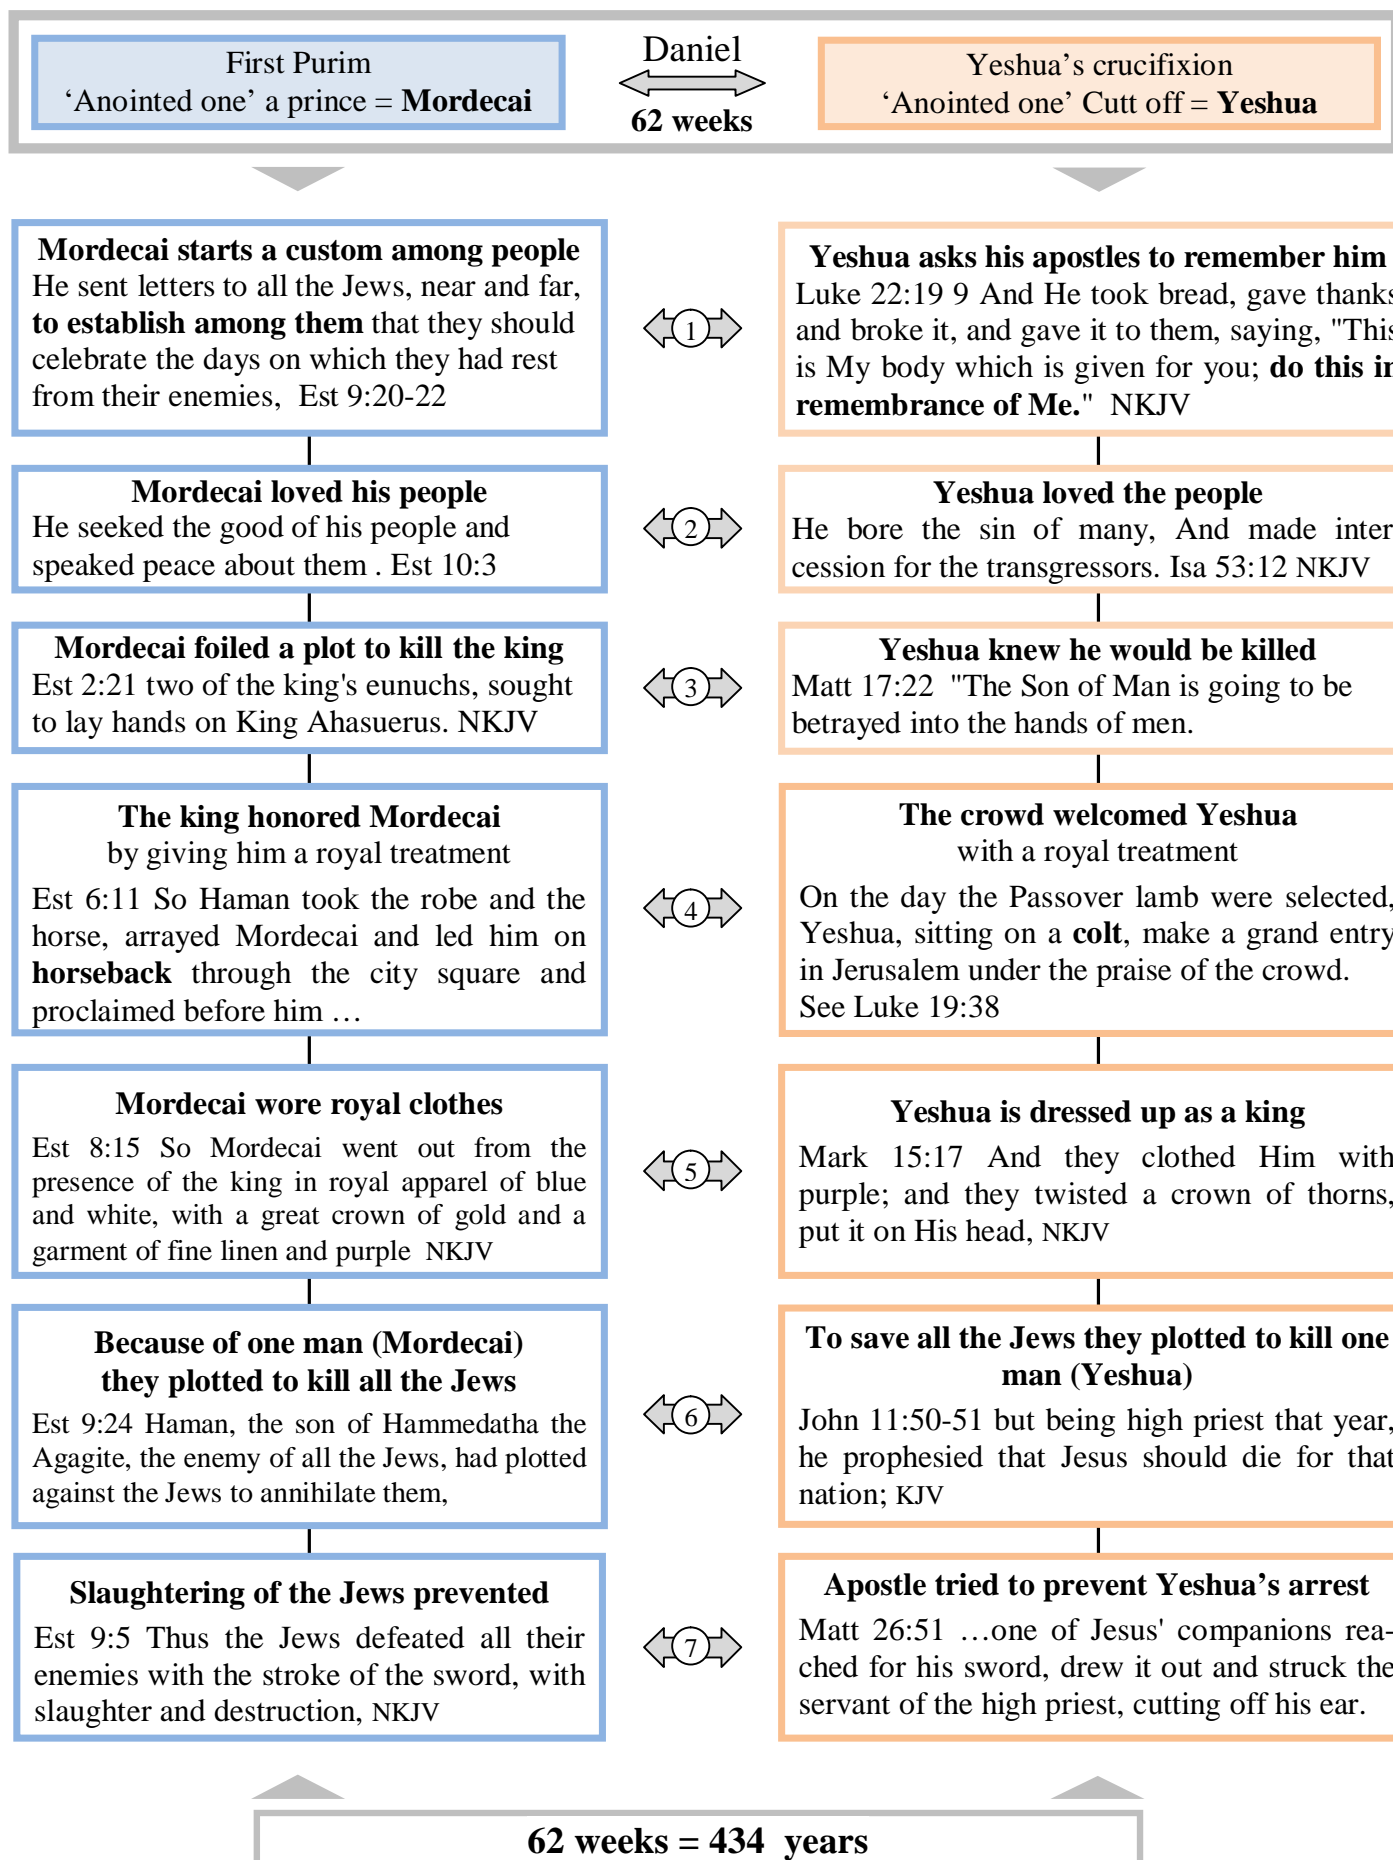 First Purim
‘Anointed one’ a prince = Mordecai
Daniel
62 weeks
Yeshua’s crucifixion
‘Anointed one’ Cutt off = Yeshua
Mordecai starts a custom among people
He sent letters to all the Jews, near and far,
to establish among them that they should
celebrate the days on which they had rest
from their enemies, Est 9:20-22
1
Yeshua asks his apostles to remember him
Luke 22:19 9 And He took bread, gave thanks
and broke it, and gave it to them, saying, "This
is My body which is given for you; do this in
remembrance of Me." NKJV
Mordecai loved his people
He seeked the good of his people and
speaked peace about them . Est 10:3
2
Yeshua loved the people
He bore the sin of many, And made inter
cession for the transgressors. Isa 53:12 NKJV
Mordecai foiled a plot to kill the king
Est 2:21 two of the king's eunuchs, sought
to lay hands on King Ahasuerus. NKJV
3
Yeshua knew he would be killed
Matt 17:22 "The Son of Man is going to be
betrayed into the hands of men.
The king honored Mordecai
by giving him a royal treatment
Est 6:11 So Haman took the robe and the
horse, arrayed Mordecai and led him on
horseback through the city square and
proclaimed before him …
4
The crowd welcomed Yeshua
with a royal treatment
On the day the Passover lamb were selected,
Yeshua, sitting on a colt, make a grand entry
in Jerusalem under the praise of the crowd.
See Luke 19:38
Mordecai wore royal clothes
Est 8:15 So Mordecai went out from the
presence of the king in royal apparel of blue
and white, with a great crown of gold and a
garment of fine linen and purple NKJV
5
Yeshua is dressed up as a king
Mark 15:17 And they clothed Him with
purple; and they twisted a crown of thorns,
put it on His head, NKJV
Because of one man (Mordecai)
they plotted to kill all the Jews
Est 9:24 Haman, the son of Hammedatha the
Agagite, the enemy of all the Jews, had plotted
against the Jews to annihilate them,
6
To save all the Jews they plotted to kill one
man (Yeshua)
John 11:50-51 but being high priest that year,
he prophesied that Jesus should die for that
nation; KJV
Slaughtering of the Jews prevented
Est 9:5 Thus the Jews defeated all their
enemies with the stroke of the sword, with
slaughter and destruction, NKJV
7
Apostle tried to prevent Yeshua’s arrest
Matt 26:51 …one of Jesus' companions rea-
ched for his sword, drew it out and struck the
servant of the high priest, cutting off his ear.
62 weeks = 434 years